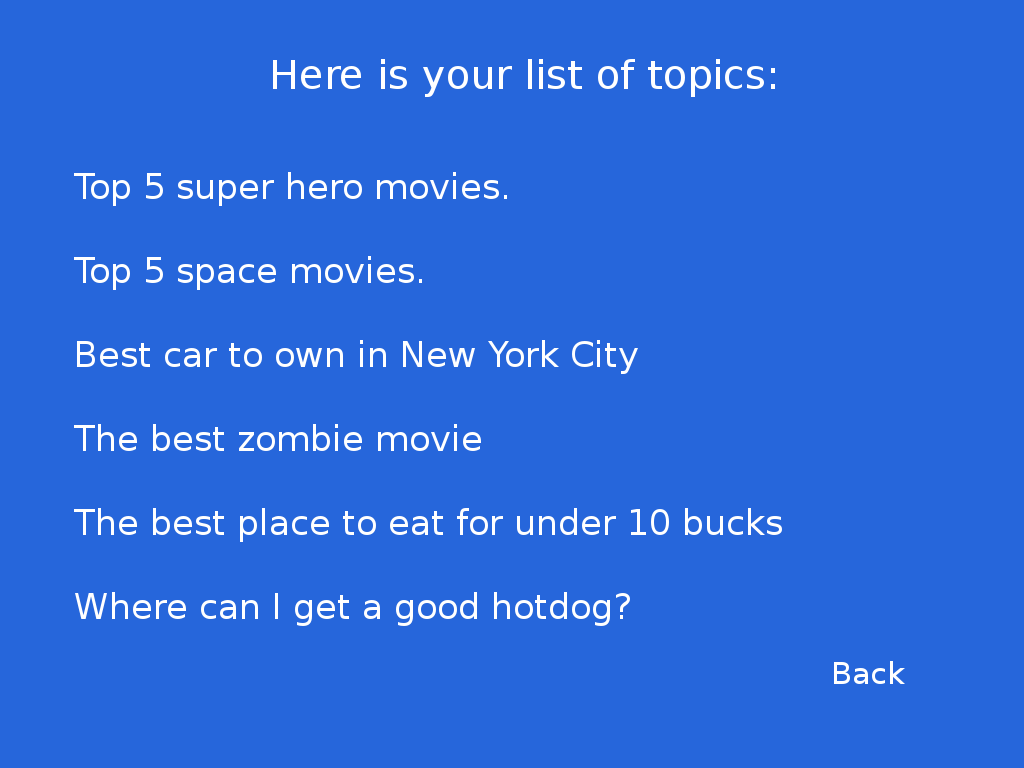 Here is your list of topics:
Top 5 super hero movies.
Top 5 space movies.
Best car to own in New York City
The best zombie movie
The best place to eat for under 10 bucks
Where can I get a good hotdog?
Back